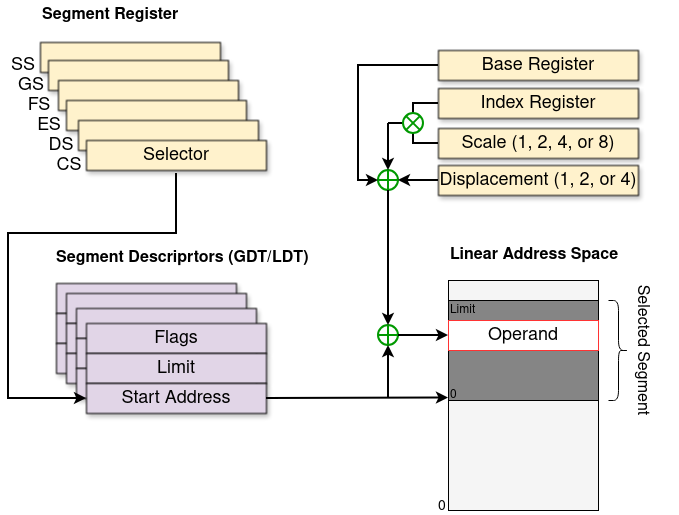 Segment Register
SS
GS
FS
ES
DS
CS
Selector
Base Register
Index Register
Scale (1, 2, 4, or 8)
Displacement (1, 2, or 4)
Segment Descriprtors (GDT/LDT)
Flags
Limit
Start Address
Linear Address Space
Limit
Operand
0
0
Selected Segment